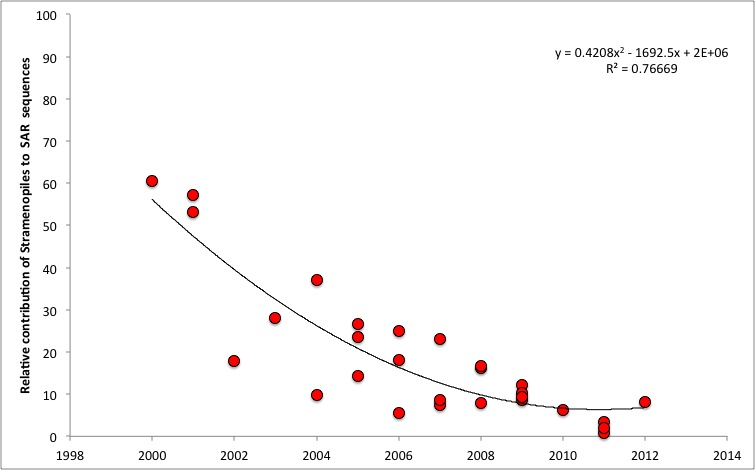 100
90
80
70
60
50
40
30
20
10
0
Relative contribution of Stramenopiles to SAR sequences
y = 0.4208x² - 1692.5x + 2E+06
R² = 0.76669
1998 2000 2002 2004 2006 2008 2010 2012 2014